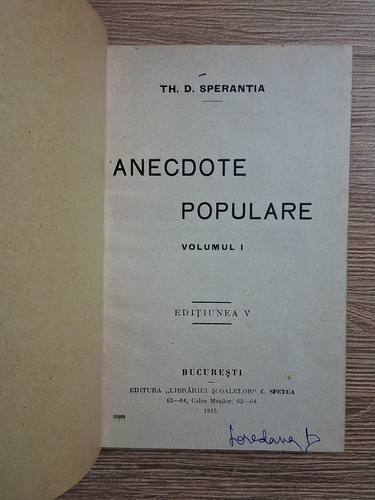 TH. D. SPERANTIA
ANECDOTE
POPULARE
VOLUMUL I
EDIȚIUNEA V
BUCUREȘTI
EDITURA „LIBRĂRIEI ȘCOALELOR" C. SFETEA
62—64, Calea Moșilor, 62—64.
1915
Loredana